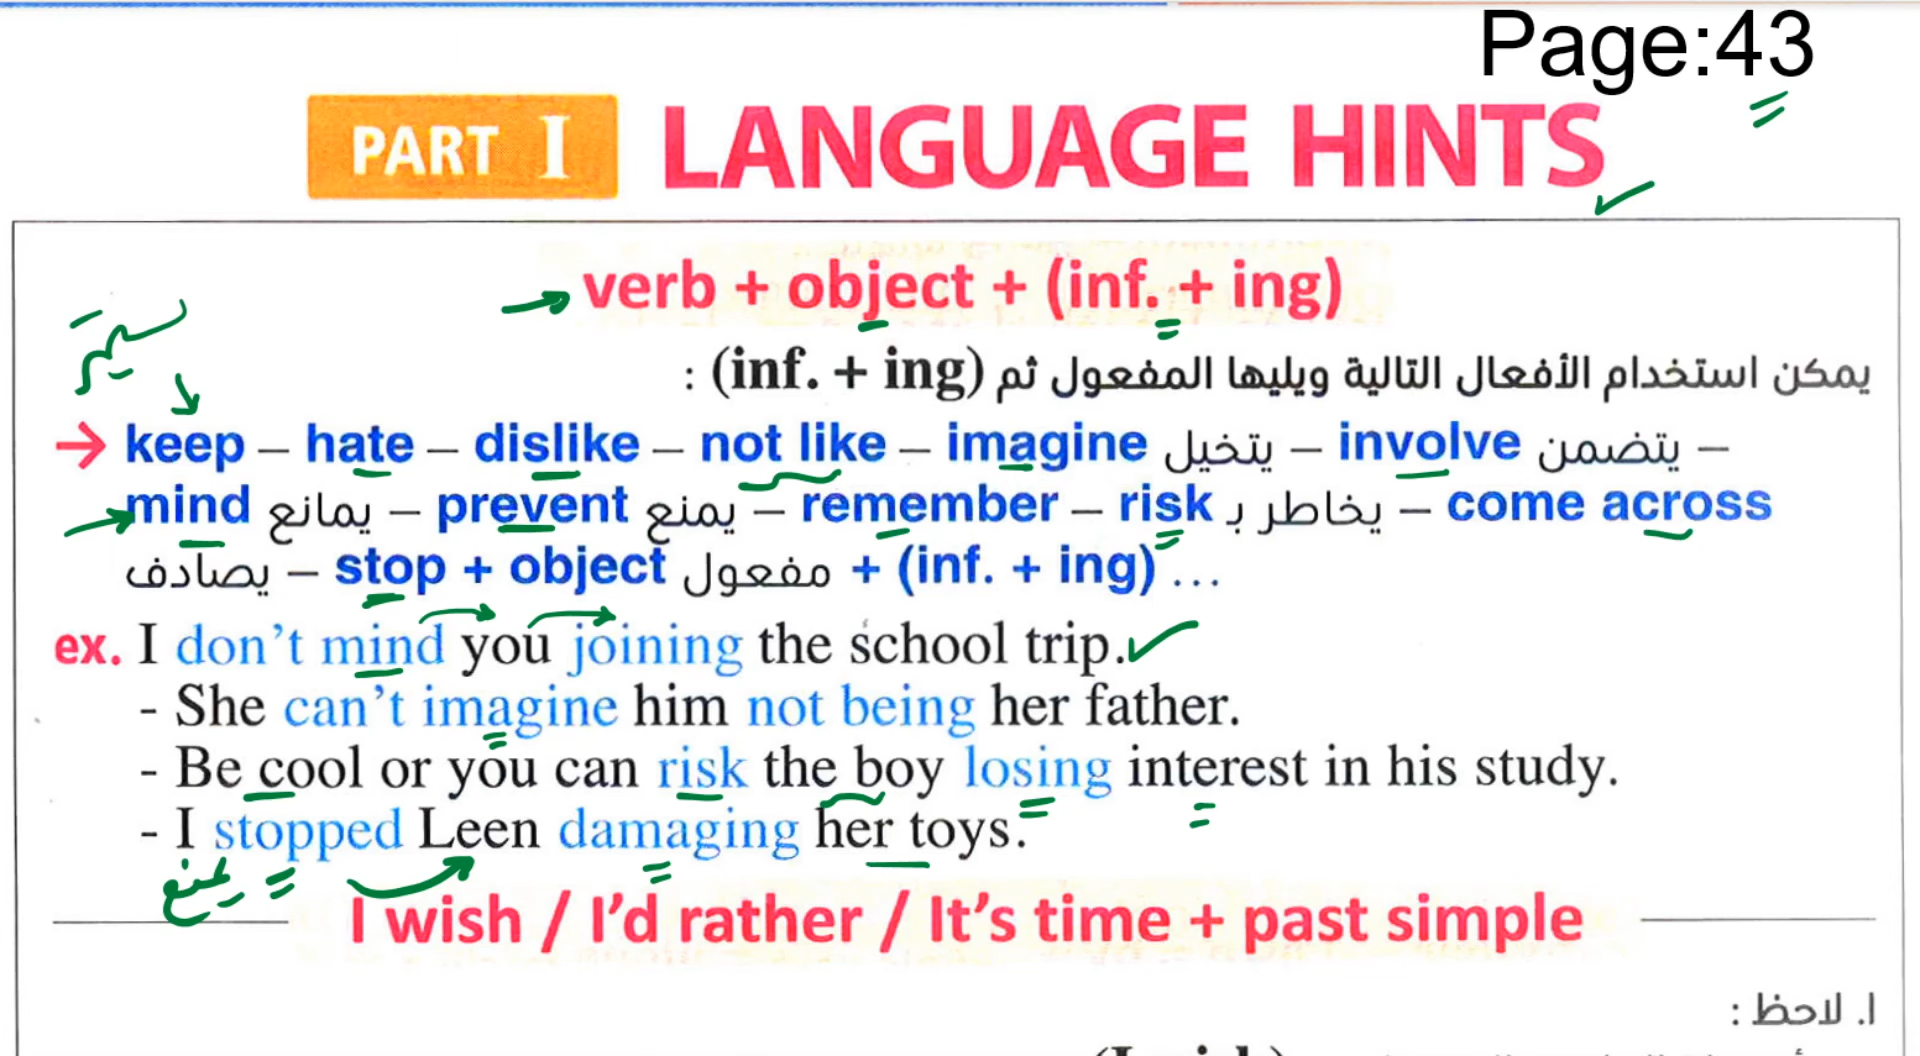 Page:43
PART I LANGUAGE HINTS
verb + object + (inf. + ing)
يمكن استخدام الأفعال التالية ويليها المفعول ثم (inf. + ing) :
يستمر
→ keep – hate – dislike – not like – imagine يتخيل – involve يتضمن –
mind يمانع – prevent يمنع – remember – risk يخاطر بـ – come across
يصادف – stop + object مفعول + (inf. + ing) ...
ex. I don't mind you joining the school trip.
- She can't imagine him not being her father.
- Be cool or you can risk the boy losing interest in his study.
- I stopped Leen damaging her toys.
يمنع
I wish / I'd rather / It's time + past simple
١. لاحظ :